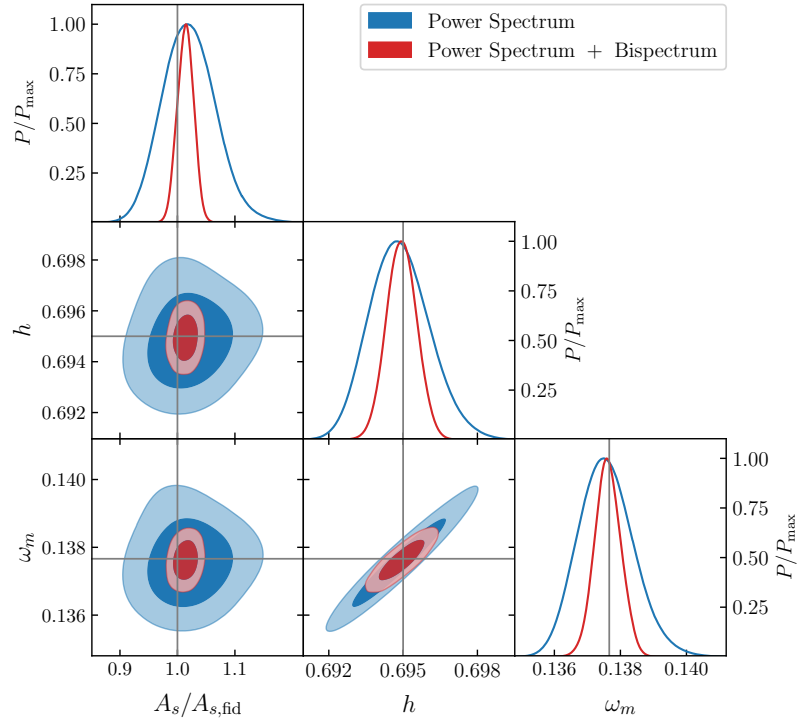 Power Spectrum
Power Spectrum + Bispectrum
1.00
0.75
0.50
0.25
P/P_max
0.698
0.696
0.694
0.692
h
1.00
0.75
0.50
0.25
P/P_max
0.140
0.138
0.136
ω_m
1.00
0.75
0.50
0.25
P/P_max
0.9 1.0 1.1
0.692 0.695 0.698
0.136 0.138 0.140
A_s/A_{s,fid}
h
ω_m